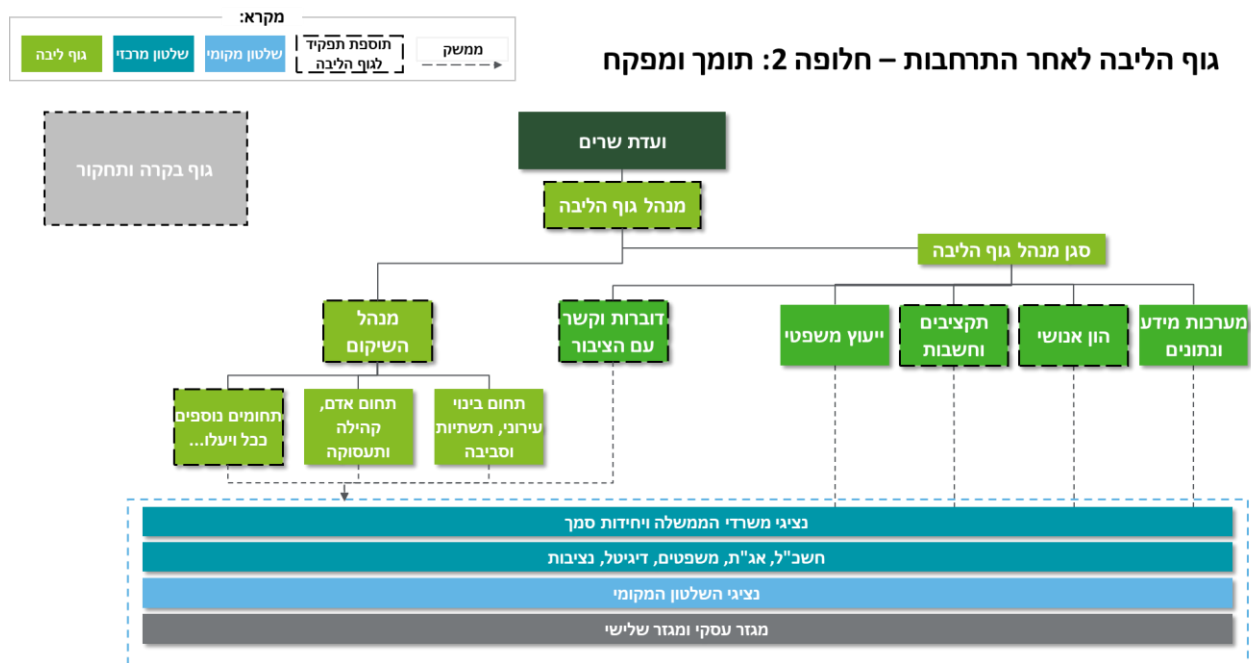 מקרא:
ממשק
תוספת תפקיד
לגוף הליבה
שלטון מקומי
שלטון מרכזי
גוף ליבה
גוף הליבה לאחר התרחבות – חלופה 2: תומך ומפקח
ועדת שרים
גוף בקרה ותחקור
מנהל גוף הליבה
סגן מנהל גוף הליבה
מערכות מידע
ונתונים
הון אנושי
תקציבים
וחשבות
ייעוץ משפטי
דוברות וקשר
עם הציבור
מנהל
השיקום
תחום בינוי
עירוני, תשתיות
וסביבה
תחום אדם,
קהילה
ותעסוקה
תחומים נוספים
ככל ויעלו...
נציגי משרדי הממשלה ויחידות סמך
חשכ"ל, אג"ת, משפטים, דיגיטל, נציבות
נציגי השלטון המקומי
מגזר עסקי ומגזר שלישי